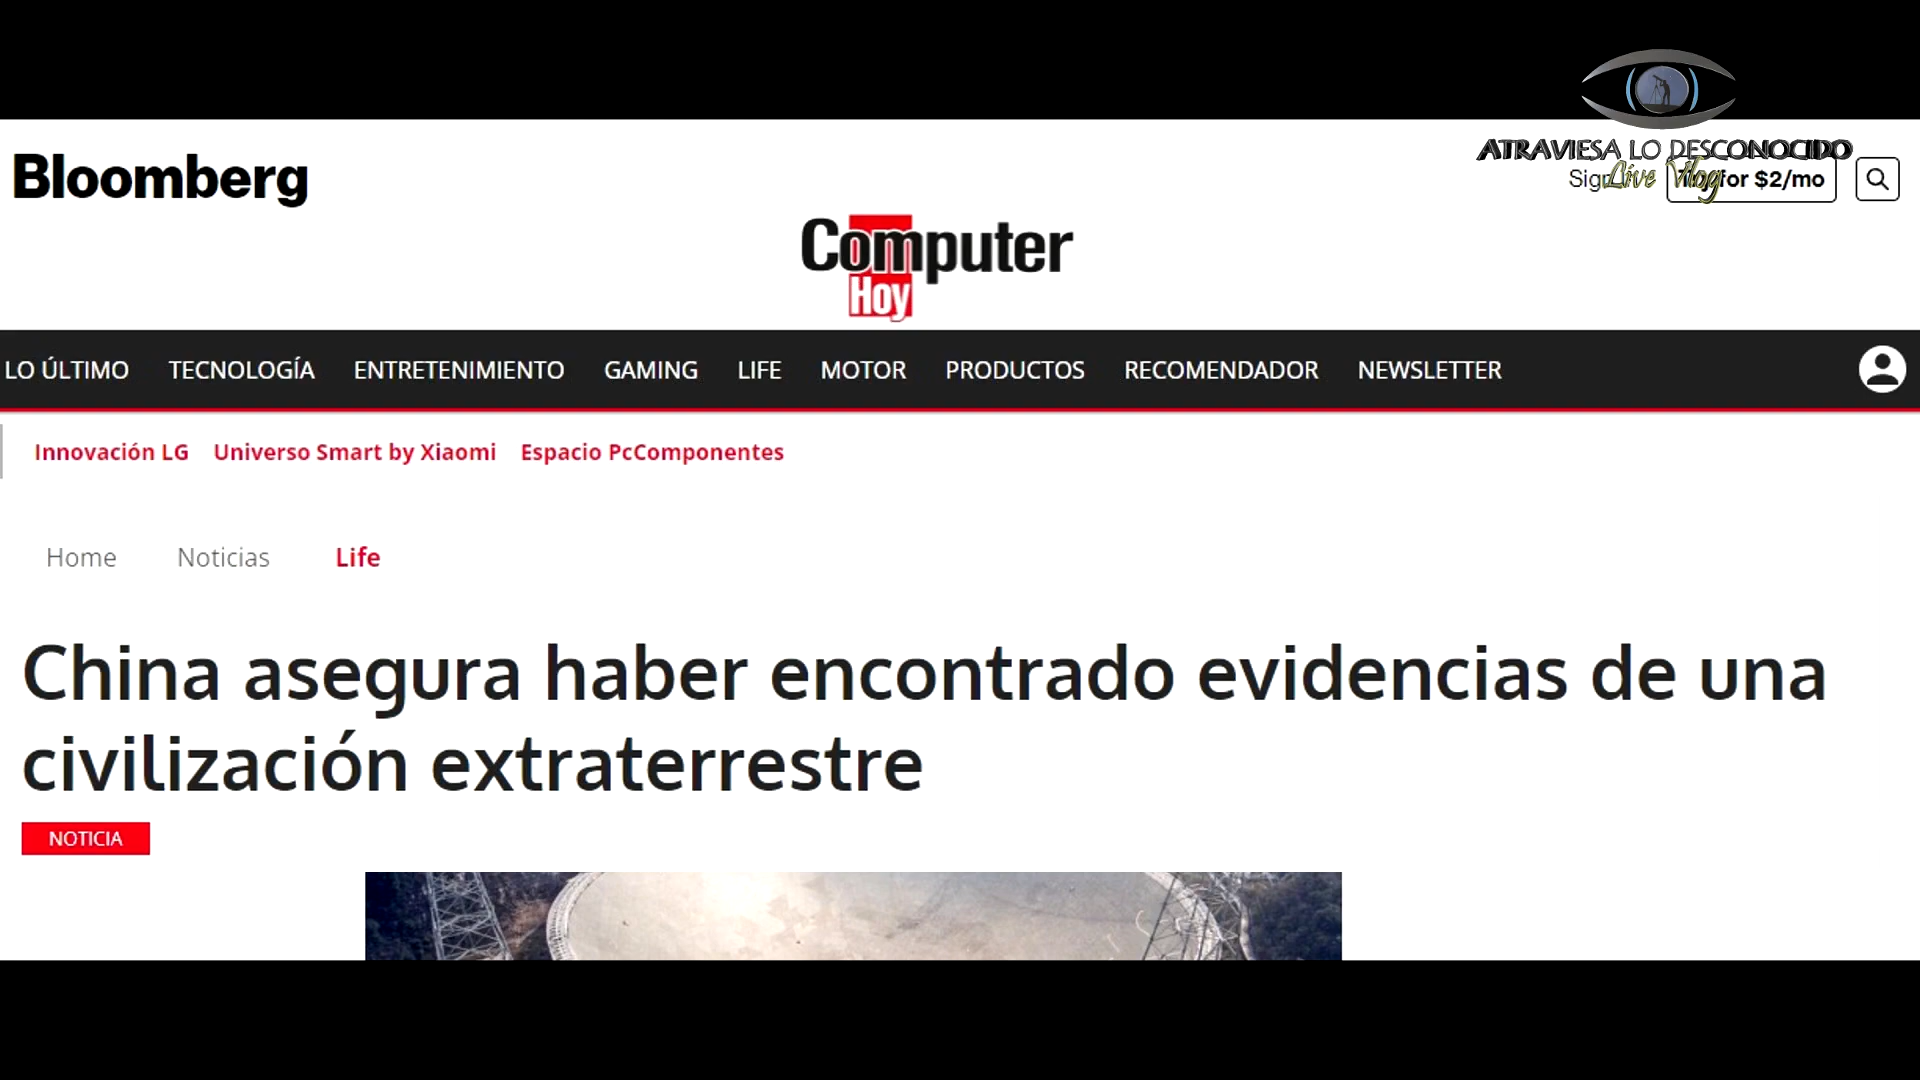 ATRAVIESA LO DESCONOCIDO
Live Vlog
Bloomberg
for $2/mo
Computer
Hoy
LO ÚLTIMO TECNOLOGÍA ENTRETENIMIENTO GAMING LIFE MOTOR PRODUCTOS RECOMENDADOR NEWSLETTER
Innovación LG Universo Smart by Xiaomi Espacio PcComponentes
Home Noticias Life
China asegura haber encontrado evidencias de una
civilización extraterrestre
NOTICIA